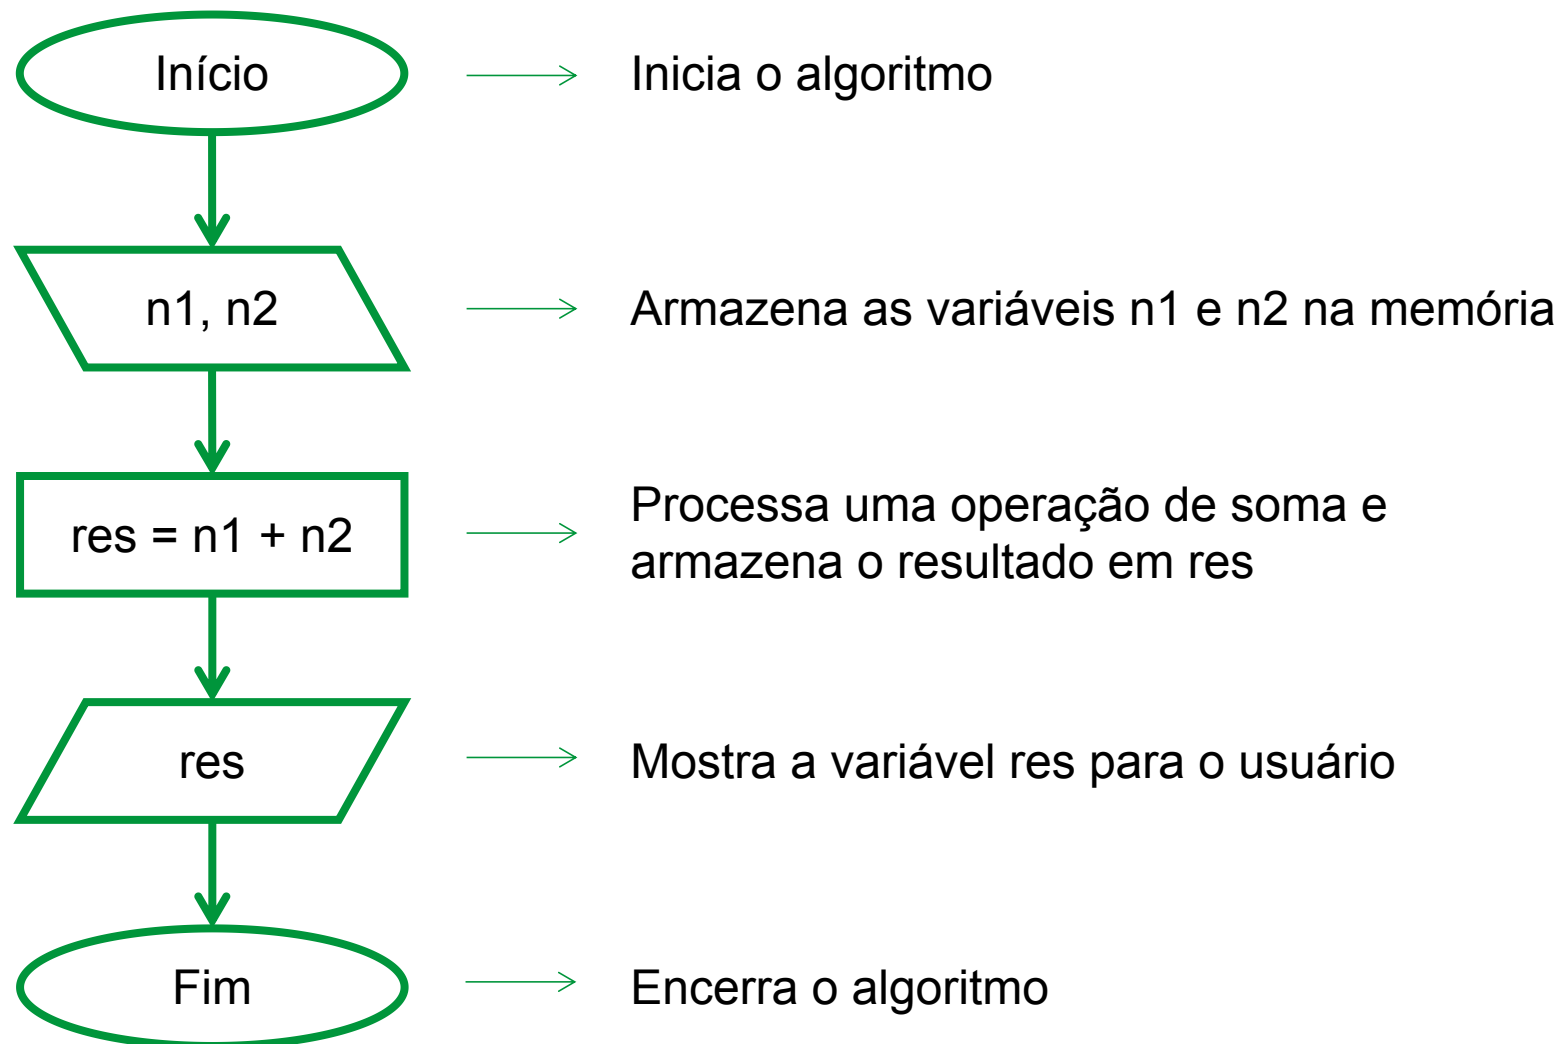 Início
Inicia o algoritmo
n1, n2
Armazena as variáveis n1 e n2 na memória
res = n1 + n2
Processa uma operação de soma e
armazena o resultado em res
res
Mostra a variável res para o usuário
Fim
Encerra o algoritmo